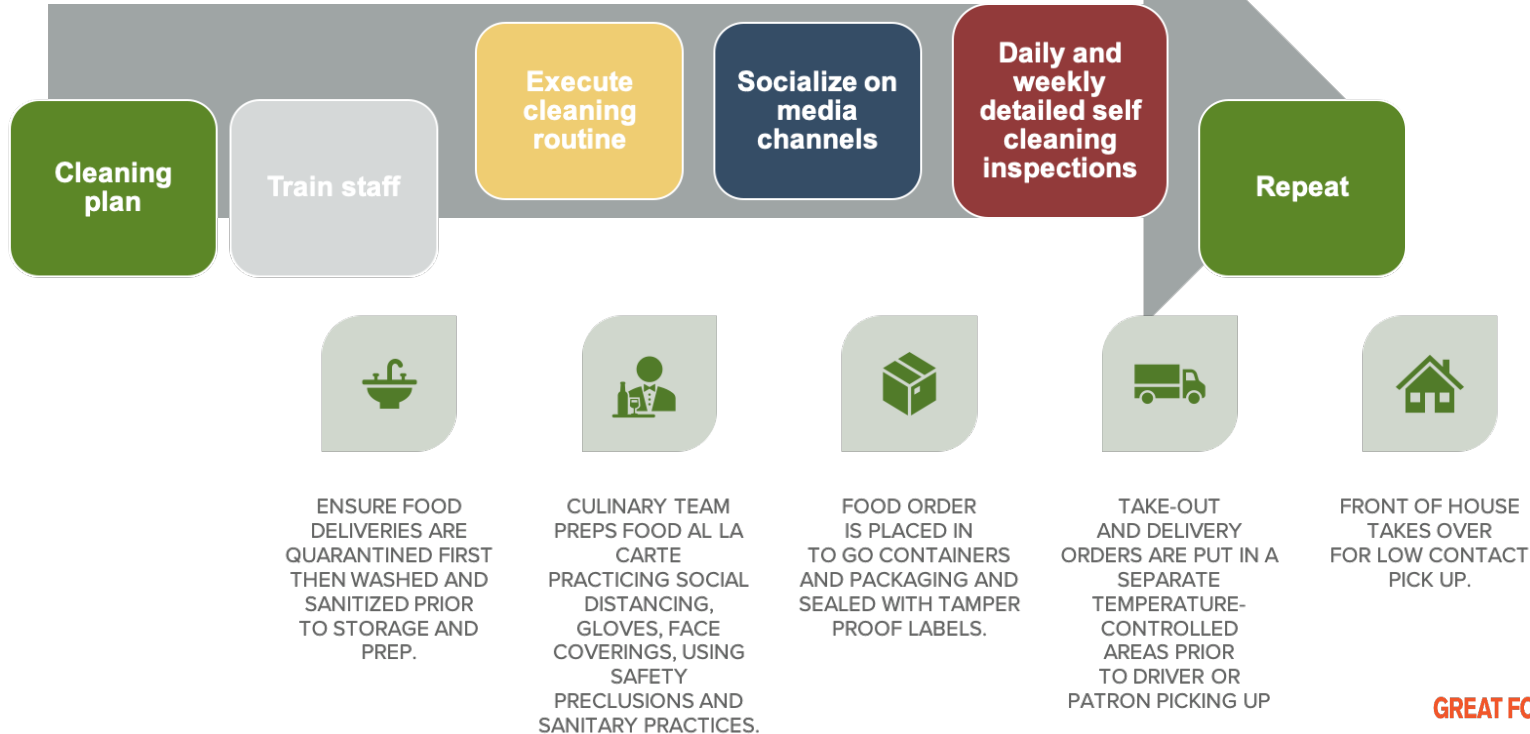 Cleaning
plan
Train staff
Execute
cleaning
routine
Socialize on
media
channels
Daily and
weekly
detailed self
cleaning
inspections
Repeat
ENSURE FOOD
DELIVERIES ARE
QUARANTINED FIRST
THEN WASHED AND
SANITIZED PRIOR
TO STORAGE AND
PREP.
CULINARY TEAM
PREPS FOOD AL LA
CARTE
PRACTICING SOCIAL
DISTANCING,
GLOVES, FACE
COVERINGS, USING
SAFETY
PRECLUSIONS AND
SANITARY PRACTICES.
FOOD ORDER
IS PLACED IN
TO GO CONTAINERS
AND PACKAGING AND
SEALED WITH TAMPER
PROOF LABELS.
TAKE-OUT
AND DELIVERY
ORDERS ARE PUT IN A
SEPARATE
TEMPERATURE-
CONTROLLED
AREAS PRIOR
TO DRIVER OR
PATRON PICKING UP
FRONT OF HOUSE
TAKES OVER
FOR LOW CONTACT
PICK UP.
GREAT